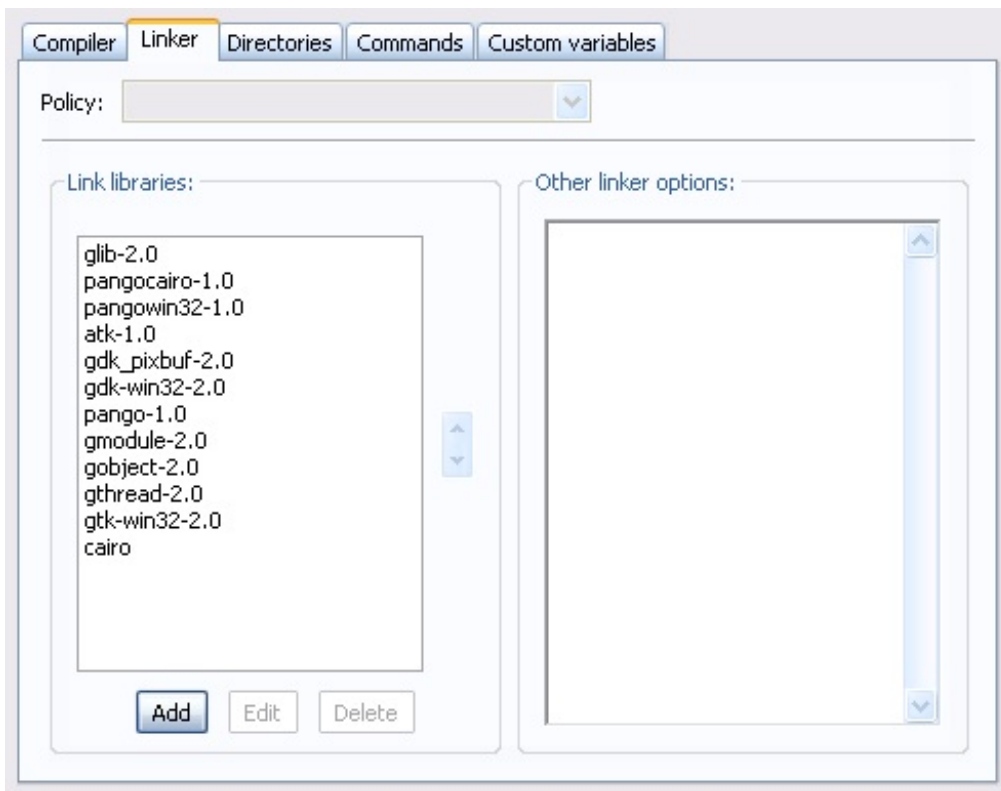 Compiler Linker Directories Commands Custom variables
Policy:
Link libraries:
glib-2.0
pangocairo-1.0
pangowin32-1.0
atk-1.0
gdk_pixbuf-2.0
gdk-win32-2.0
pango-1.0
gmodule-2.0
gobject-2.0
gthread-2.0
gtk-win32-2.0
cairo
Add Edit Delete
Other linker options: